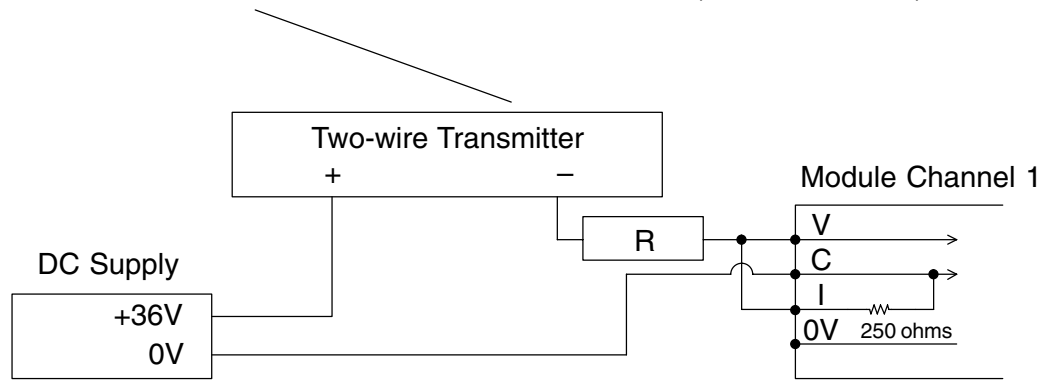 Two-wire Transmitter
+ –
Module Channel 1
R
V
DC Supply
C
+36V
I
0V 250 ohms
0V